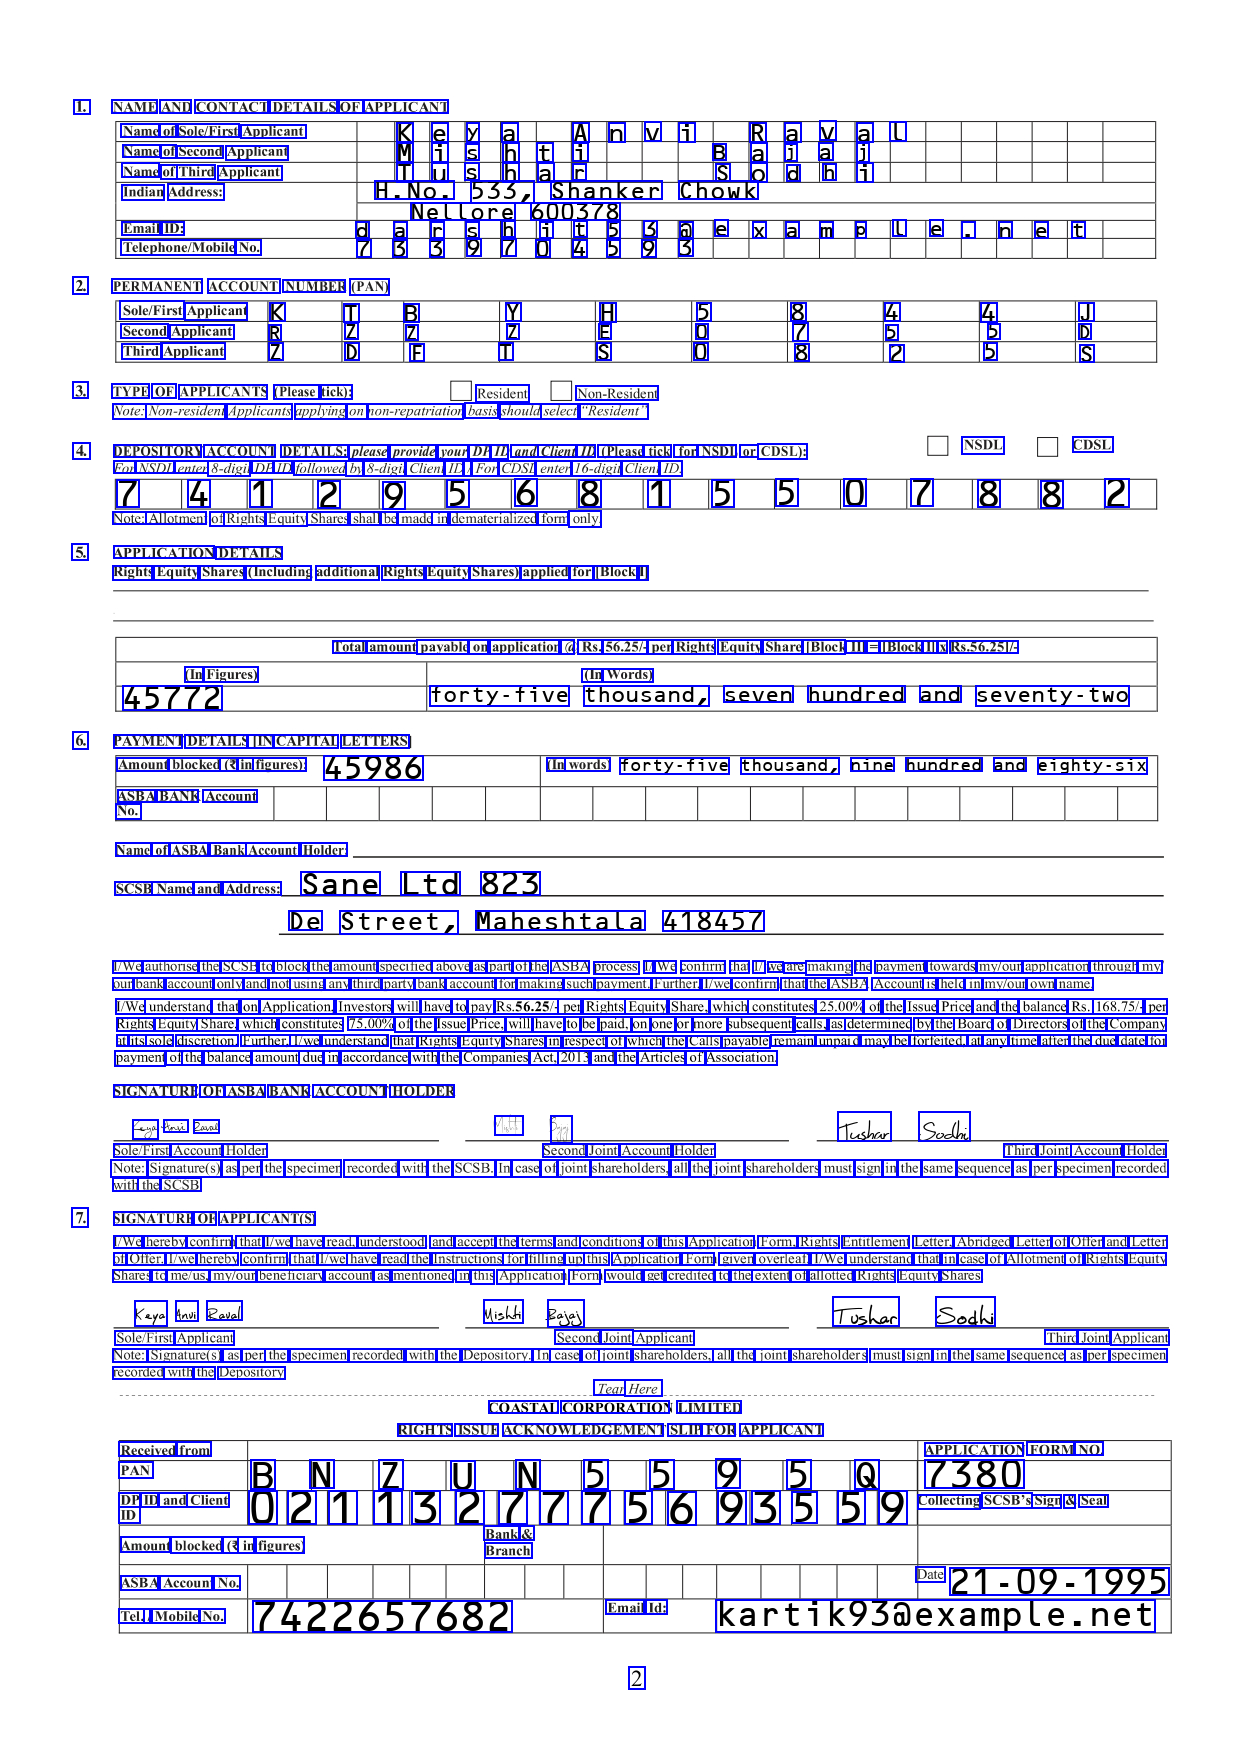 1. NAME AND CONTACT DETAILS OF APPLICANT
Name of Sole/First Applicant Keya Anvi Raval
Name of Second Applicant Mishti Bajaj
Name of Third Applicant Tushar Sodhi
Indian Address: H.No. 533, Shanker Chowk
Nellore 600378
Email ID: darshit53@example.net
Telephone/Mobile No. 7339704593
2. PERMANENT ACCOUNT NUMBER (PAN)
Sole/First Applicant K T B Y H 5 8 4 4 J
Second Applicant R Z Z Z E 0 7 5 5 D
Third Applicant Z D F T S 0 8 2 5 S
3. TYPE OF APPLICANTS (Please tick): Resident Non-Resident
Note: Non-resident Applicants applying on non-repatriation basis should select "Resident"
4. DEPOSITORY ACCOUNT DETAILS: please provide your DP ID and Client ID (Please tick for NSDL or CDSL): NSDL CDSL
For NSDL enter 8-digit DP ID followed by 8-digit Client ID / For CDSL enter 16-digit Client ID.
7 4 1 2 9 5 6 8 1 5 5 0 7 8 8 2
Note: Allotment of Rights Equity Shares shall be made in dematerialized form only.
5. APPLICATION DETAILS
Rights Equity Shares (Including additional Rights Equity Shares) applied for [Block I]
Total amount payable on application @ Rs. 56.25/- per Rights Equity Share [Block II] = [Block I] x Rs.56.25]/-
(In Figures) (In Words)
45772 forty-five thousand, seven hundred and seventy-two
6. PAYMENT DETAILS [IN CAPITAL LETTERS]
Amount blocked (₹ in figures): 45986 (In words) forty-five thousand, nine hundred and eighty-six
ASBA BANK Account
No.
Name of ASBA Bank Account Holder:
SCSB Name and Address: Sane Ltd 823
De Street, Maheshtala 418457
I/We authorise the SCSB to block the amount specified above as part of the ASBA process. I/ We confirm that I/ we are making the payment towards my/our application through my/
our bank account only and not using any third party bank account for making such payment. Further, I/we confirm that the ASBA Account is held in my/our own name.
I/We understand that on Application, Investors will have to pay Rs.56.25/- per Rights Equity Share, which constitutes 25.00% of the Issue Price and the balance Rs. 168.75/- per
Rights Equity Share, which constitutes 75.00% of the Issue Price, will have to be paid, on one or more subsequent calls, as determined by the Board of Directors of the Company
at its sole discretion. Further, I/we understand that Rights Equity Shares in respect of which the Calls payable remain unpaid may be forfeited, at any time after the due date for
payment of the balance amount due in accordance with the Companies Act, 2013 and the Articles of Association.
SIGNATURE OF ASBA BANK ACCOUNT HOLDER
Keya Anvi Raval Mishti Bajaj Tushar Sodhi
Sole/First Account Holder Second Joint Account Holder Third Joint Account Holder
Note: Signature(s) as per the specimen recorded with the SCSB. In case of joint shareholders, all the joint shareholders must sign in the same sequence as per specimen recorded
with the SCSB
7. SIGNATURE OF APPLICANT(S)
I/We hereby confirm that I/we have read, understood and accept the terms and conditions of this Application Form, Rights Entitlement Letter, Abridged Letter of Offer and Letter
of Offer. I/we hereby confirm that I/we have read the Instructions for filling up this Application Form given overleaf. I/We understand that in case of Allotment of Rights Equity
Shares to me/us, my/our beneficiary account as mentioned in this Application Form would get credited to the extent of allotted Rights Equity Shares
Keya Anvi Raval Mishti Bajaj Tushar Sodhi
Sole/First Applicant Second Joint Applicant Third Joint Applicant
Note: Signature(s) as per the specimen recorded with the Depository. In case of joint shareholders, all the joint shareholders must sign in the same sequence as per specimen
recorded with the Depository
Tear Here
COASTAL CORPORATION LIMITED
RIGHTS ISSUE ACKNOWLEDGEMENT SLIP FOR APPLICANT
Received from APPLICATION FORM NO.
PAN B N Z U N 5 5 9 5 Q 7380
DP ID and Client ID 0 2 1 1 3 2 7 7 7 5 6 9 3 5 5 9 Collecting SCSB's Sign & Seal
Amount blocked (₹ in figures) Bank & Branch
ASBA Account No. Date 21-09-1995
Tel./ Mobile No. 7422657682 Email Id: kartik93@example.net
2